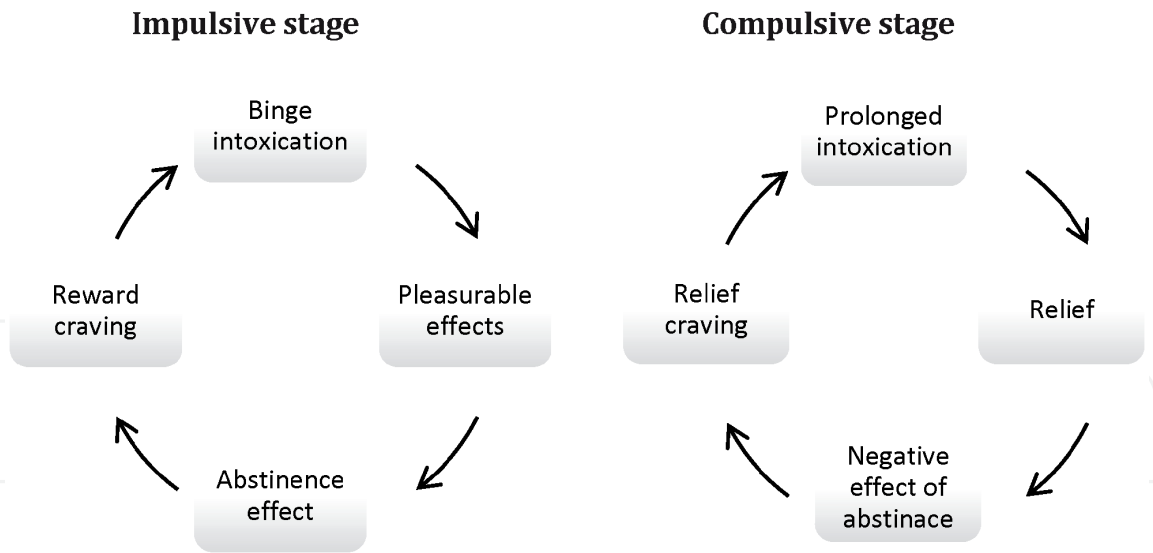 Impulsive stage
Binge
intoxication
Pleasurable
effects
Abstinence
effect
Reward
craving
Compulsive stage
Prolonged
intoxication
Relief
Negative
effect of
abstinace
Relief
craving